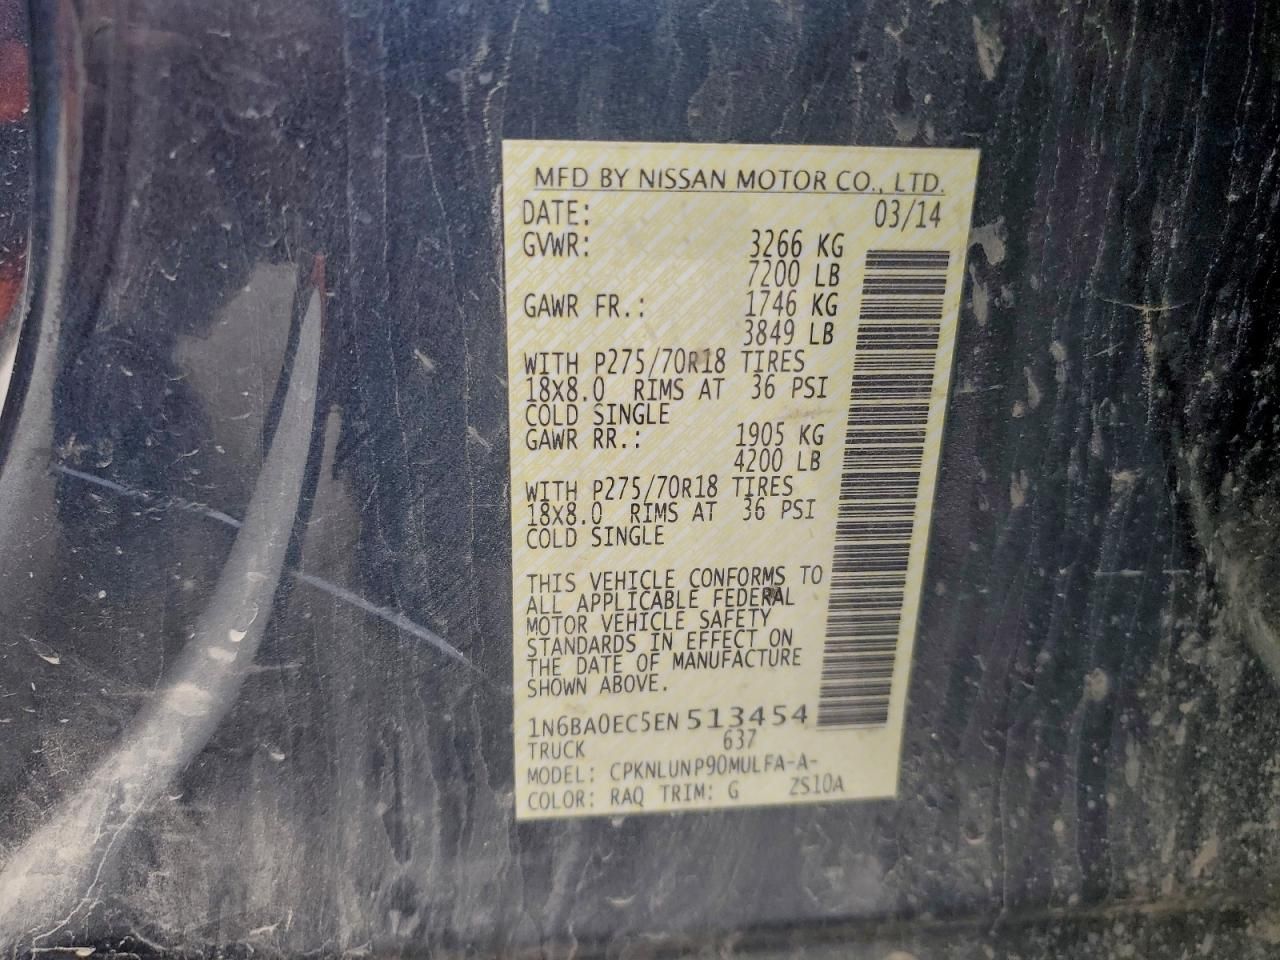 MFD BY NISSAN MOTOR CO., LTD.
DATE: 03/14
GVWR: 3266 KG
7200 LB
GAWR FR.: 1746 KG
3849 LB
WITH P275/70R18 TIRES
18X8.0 RIMS AT 36 PSI
COLD SINGLE
GAWR RR.: 1905 KG
4200 LB
WITH P275/70R18 TIRES
18X8.0 RIMS AT 36 PSI
COLD SINGLE
THIS VEHICLE CONFORMS TO
ALL APPLICABLE FEDERAL
MOTOR VEHICLE SAFETY
STANDARDS IN EFFECT ON
THE DATE OF MANUFACTURE
SHOWN ABOVE.
1N6BA0EC5EN513454
TRUCK 637
MODEL: CPKNLUNP90MULFA-A-
COLOR: RAQ TRIM: G ZS10A